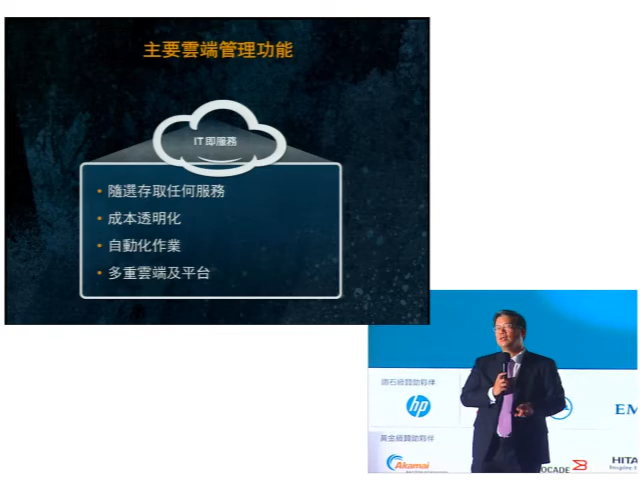 主要雲端管理功能
IT 即服務
• 隨選存取任何服務
• 成本透明化
• 自動化作業
• 多重雲端及平台
鑽石級贊助夥伴
hp
EM
黃金級贊助夥伴
Akamai
OCADE
HITA